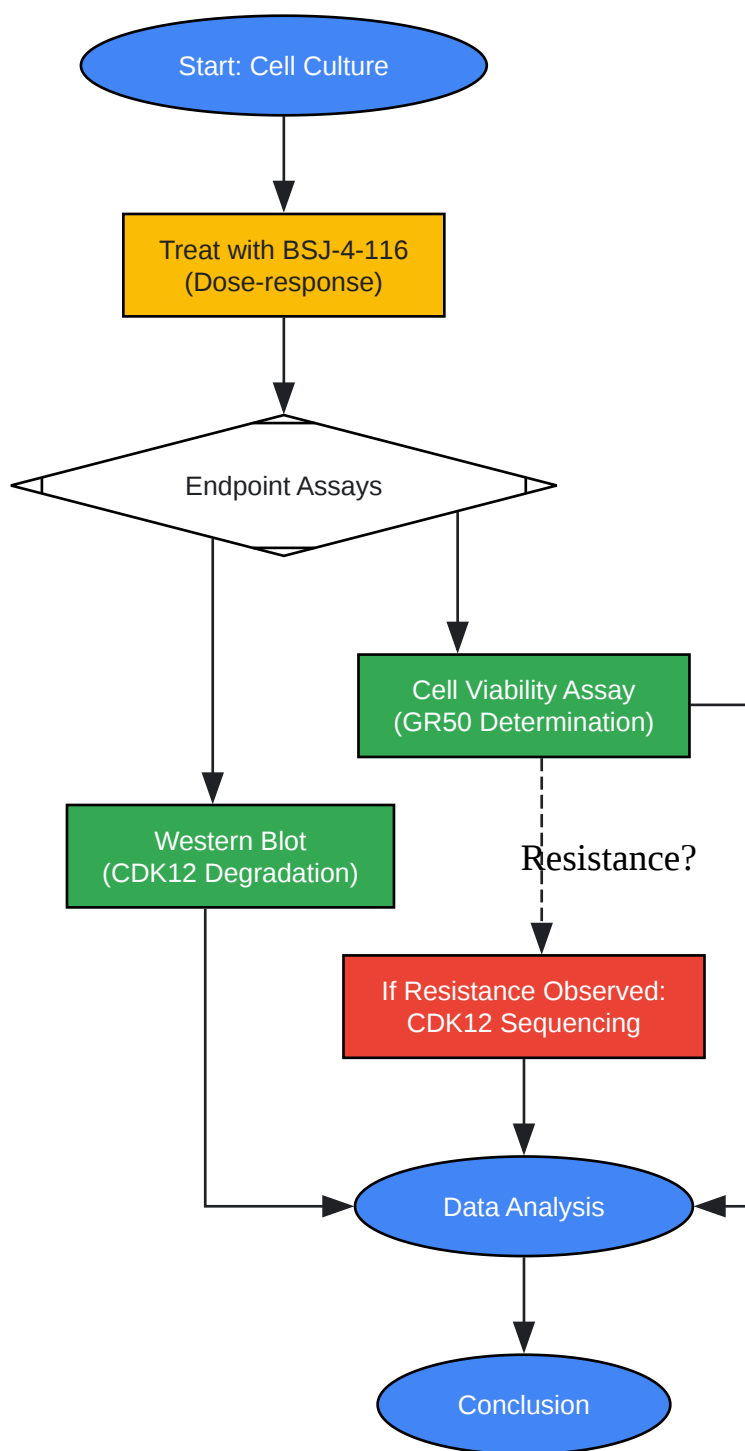 Start: Cell Culture
Treat with BSJ-4-116
(Dose-response)
Endpoint Assays
Cell Viability Assay
(GR50 Determination)
Western Blot
(CDK12 Degradation)
Resistance?
If Resistance Observed:
CDK12 Sequencing
Data Analysis
Conclusion